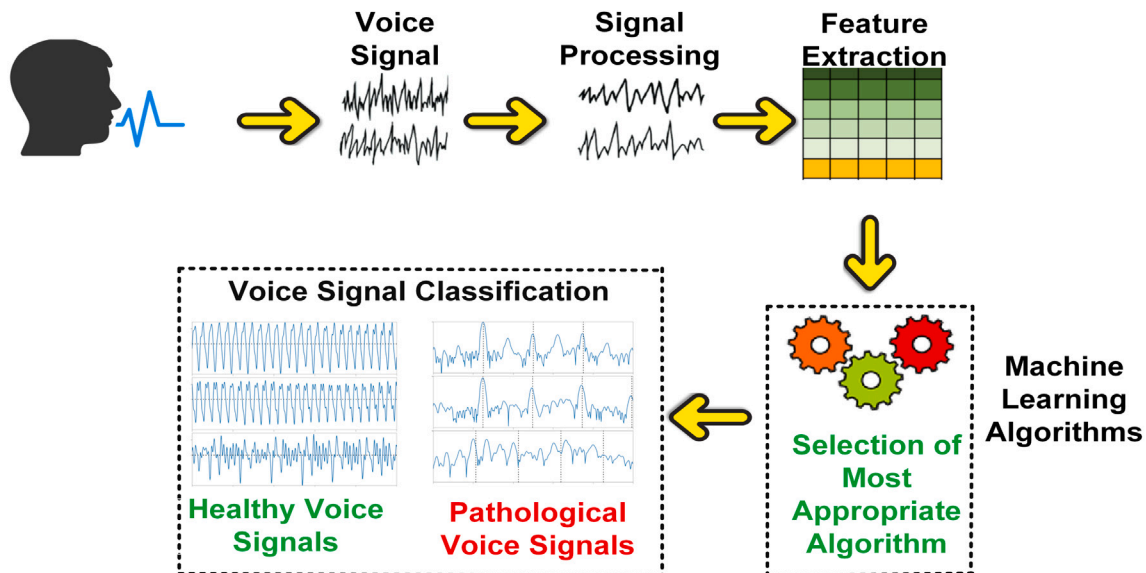 Voice
Signal
Signal
Processing
Feature
Extraction
Voice Signal Classification
Healthy Voice
Signals
Pathological
Voice Signals
Selection of
Most
Appropriate
Algorithm
Machine
Learning
Algorithms